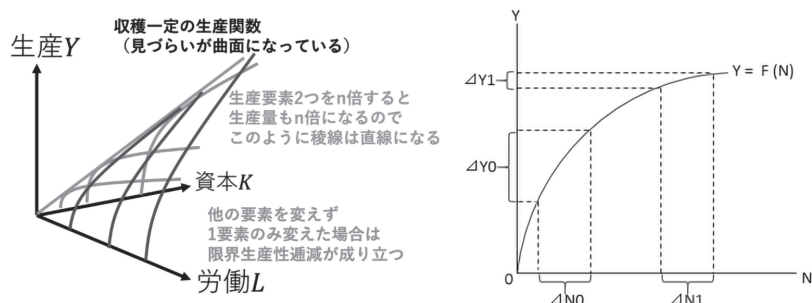 収穫一定の生産関数
（見づらいが曲面になっている）
生産Y
生産要素2つをn倍すると
生産量もn倍になるので
このように稜線は直線になる
資本K
他の要素を変えず
1要素のみ変えた場合は
限界生産性逓減が成り立つ
労働L
Y
⊿Y1
Y = F (N)
⊿Y0
0
N
⊿N0
⊿N1